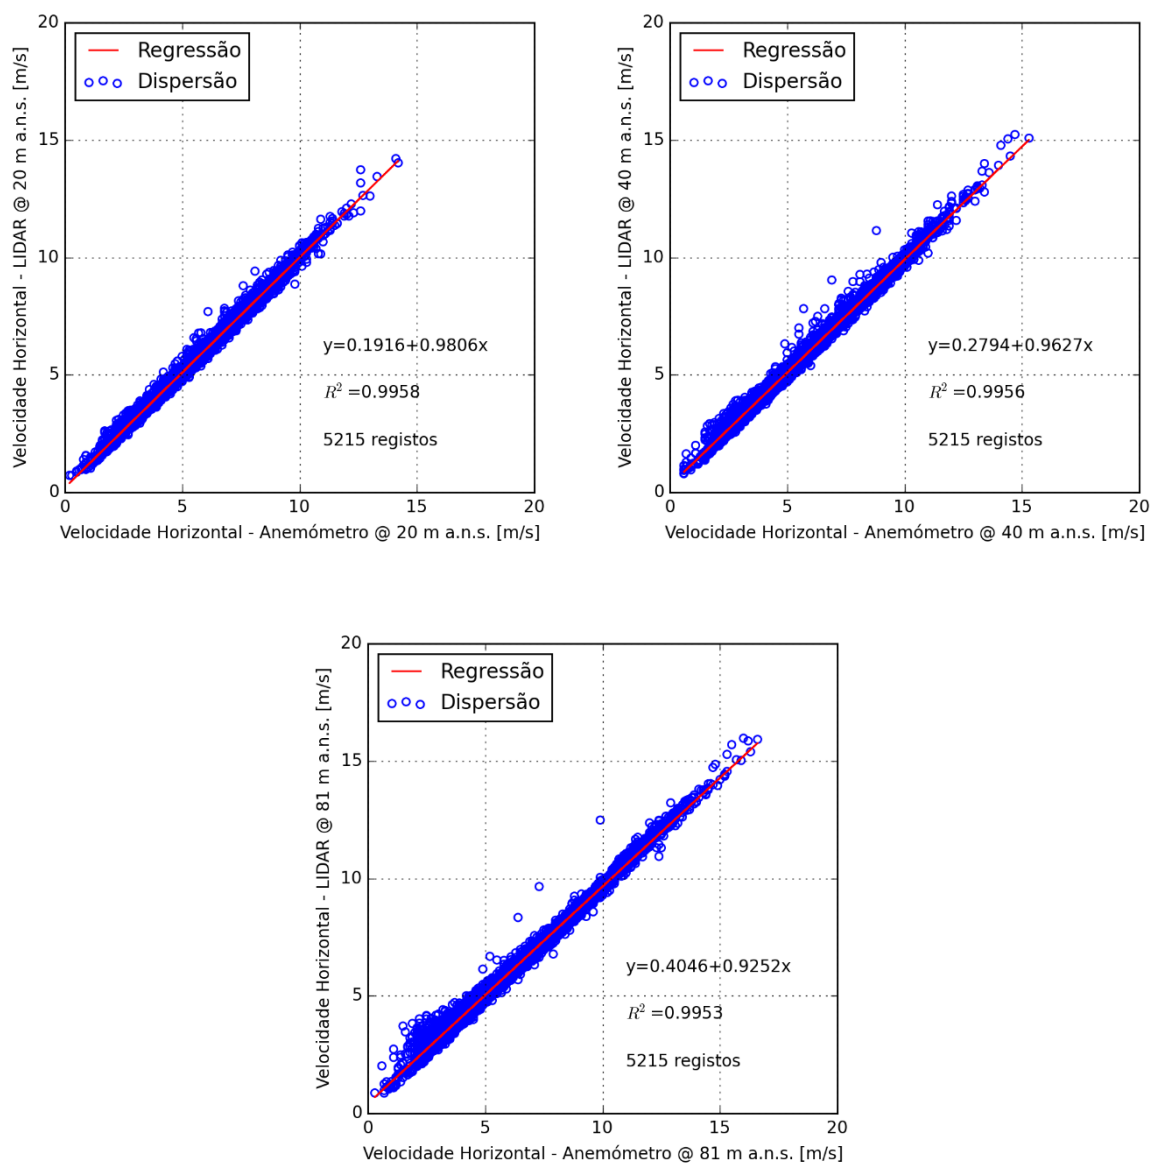 Velocidade Horizontal - LIDAR @ 20 m a.n.s. [m/s]
20
15
10
5
0
Regressão
Dispersão
y=0.1916+0.9806x
R² =0.9958
5215 registos
0 5 10 15 20
Velocidade Horizontal - Anemómetro @ 20 m a.n.s. [m/s]
Velocidade Horizontal - LIDAR @ 40 m a.n.s. [m/s]
20
15
10
5
0
Regressão
Dispersão
y=0.2794+0.9627x
R² =0.9956
5215 registos
0 5 10 15 20
Velocidade Horizontal - Anemómetro @ 40 m a.n.s. [m/s]
Velocidade Horizontal - LIDAR @ 81 m a.n.s. [m/s]
20
15
10
5
0
Regressão
Dispersão
y=0.4046+0.9252x
R² =0.9953
5215 registos
0 5 10 15 20
Velocidade Horizontal - Anemómetro @ 81 m a.n.s. [m/s]